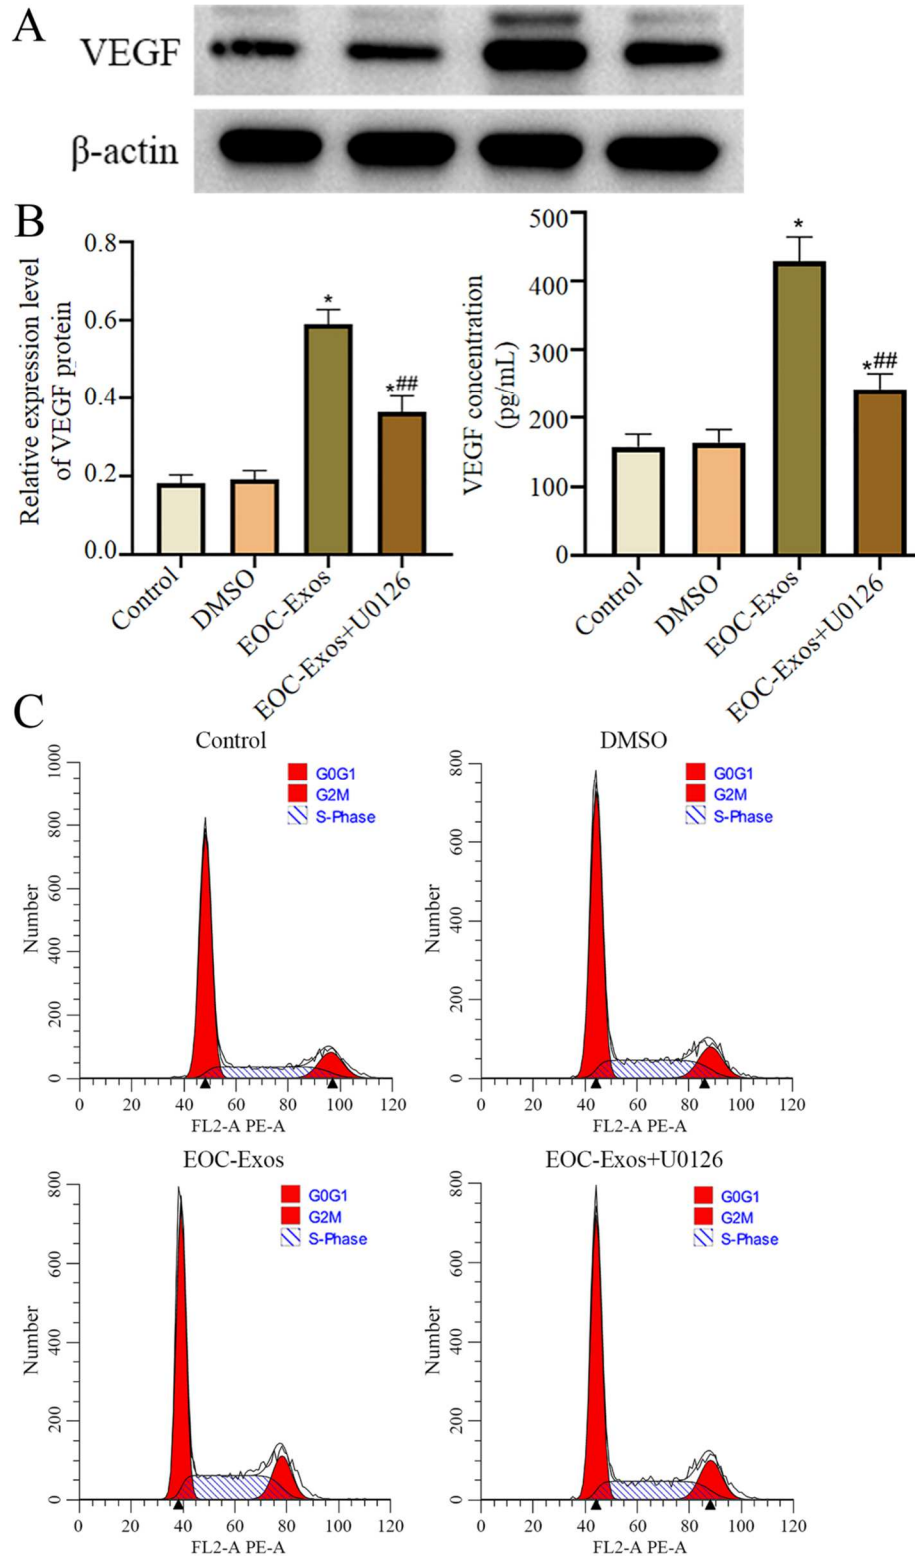 A
VEGF
β-actin
B
Relative expression level
of VEGF protein
0.8
0.6
0.4
0.2
0.0
*
*##
Control
DMSO
EOC-Exos
EOC-Exos+U0126
VEGF concentration
(pg/mL)
500
400
300
200
100
0
*
*##
Control
DMSO
EOC-Exos
EOC-Exos+U0126
C
Control
Number
1000
800
600
400
200
0
G0G1
G2M
S-Phase
0 20 40 60 80 100 120
FL2-A PE-A
DMSO
Number
800
600
400
200
0
G0G1
G2M
S-Phase
0 20 40 60 80 100 120
FL2-A PE-A
EOC-Exos
Number
800
600
400
200
0
G0G1
G2M
S-Phase
0 20 40 60 80 100 120
FL2-A PE-A
EOC-Exos+U0126
Number
800
600
400
200
0
G0G1
G2M
S-Phase
0 20 40 60 80 100 120
FL2-A PE-A